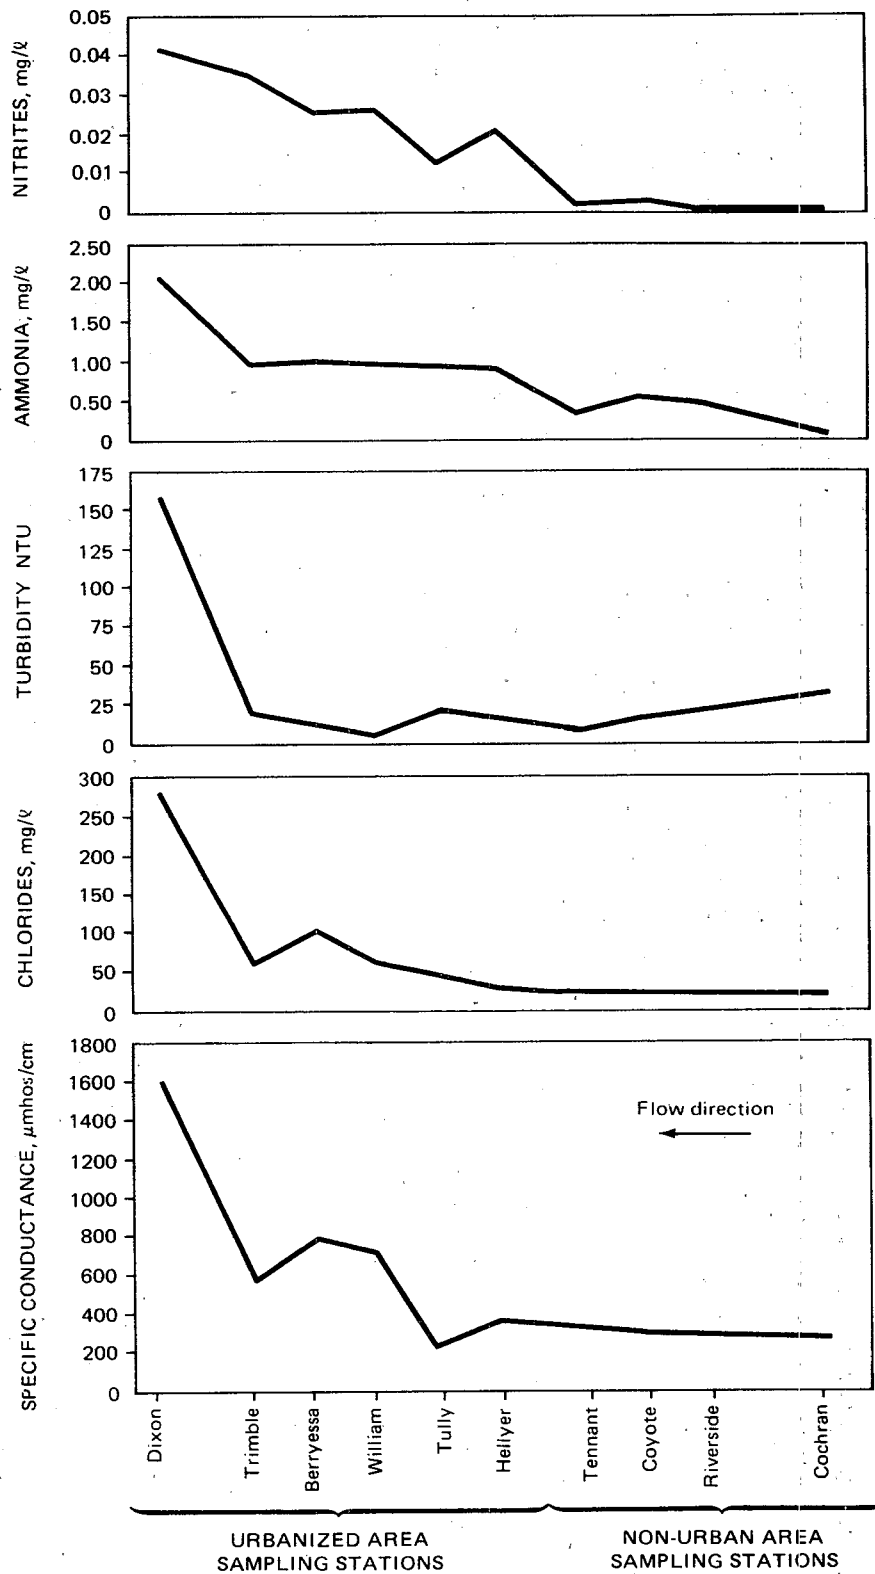 NITRITES, mg/ℓ
0.05
0.04
0.03
0.02
0.01
0
AMMONIA, mg/ℓ
2.50
2.00
1.50
1.00
0.50
0
TURBIDITY NTU
175
150
125
100
75
50
25
0
CHLORIDES, mg/ℓ
300
250
200
150
100
50
0
SPECIFIC CONDUCTANCE, µmhos/cm
1800
1600
1400
1200
1000
800
600
400
200
0
Flow direction
Dixon
Trimble
Berryessa
William
Tully
Hellyer
Tennant
Coyote
Riverside
Cochran
URBANIZED AREA
SAMPLING STATIONS
NON-URBAN AREA
SAMPLING STATIONS